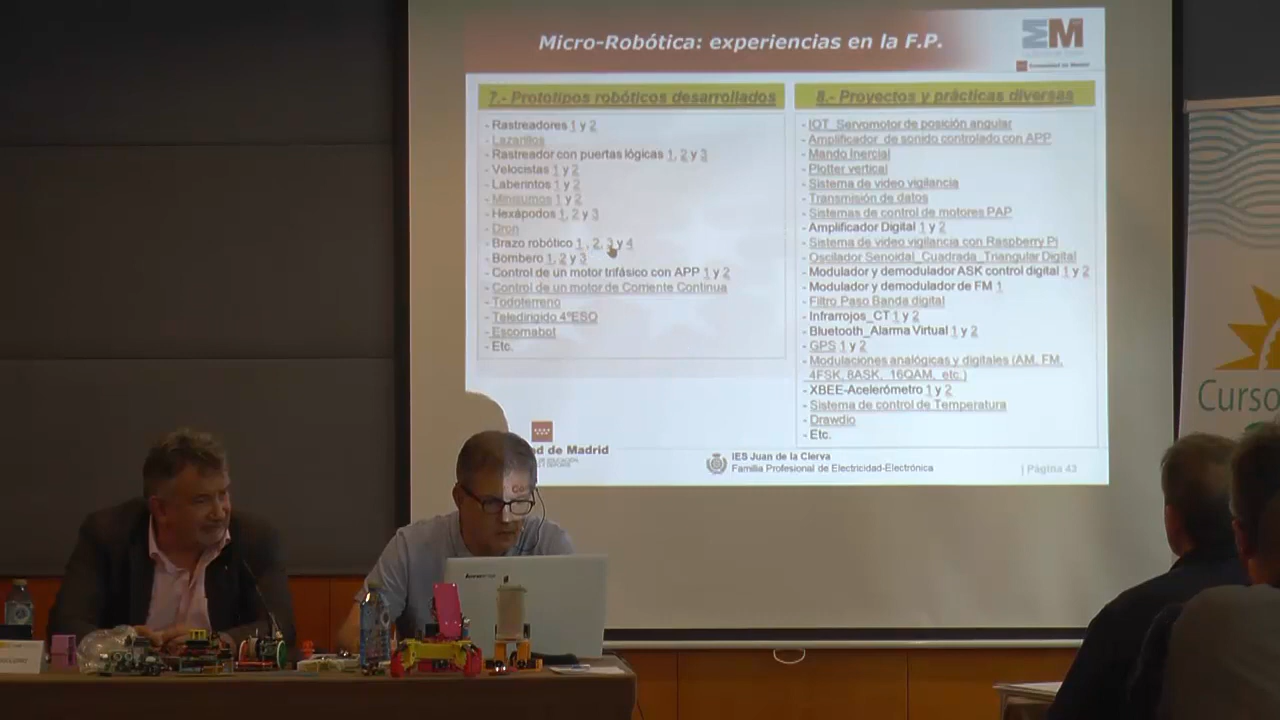 Micro-Robótica: experiencias en la F.P.
EM
Comunidad de Madrid
7.- Prototipos robóticos desarrollados
- Rastreadores 1 y 2
- Lazarillos
- Rastreador con puertas lógicas 1, 2 y 3
- Velocistas 1 y 2
- Laberintos 1 y 2
- Minisumos 1 y 2
- Hexápodos 1, 2 y 3
- Dron
- Brazo robótico 1 , 2, 3 y 4
- Bombero 1, 2 y 3
- Control de un motor trifásico con APP 1 y 2
- Control de un motor de Corriente Continua
- Todoterreno
- Teledirigido 4ºESO
- Escornabot
- Etc.
8.- Proyectos y prácticas diversas
- IOT_Servomotor de posición angular
- Amplificador de sonido controlado con APP
- Mando Inercial
- Plotter vertical
- Sistema de video vigilancia
- Transmisión de datos
- Sistemas de control de motores PAP
- Amplificador Digital 1 y 2
- Sistema de video vigilancia con Raspberry Pi
- Oscilador Senoidal_Cuadrada_Triangular Digital
- Modulador y demodulador ASK control digital 1 y 2
- Modulador y demodulador de FM 1
- Filtro Paso Banda digital
- Infrarrojos_CT 1 y 2
- Bluetooth_Alarma Virtual 1 y 2
- GPS 1 y 2
- Modulaciones analógicas y digitales (AM, FM,
4FSK, 8ASK, 16QAM, etc.)
- XBEE-Acelerómetro 1 y 2
- Sistema de control de Temperatura
- Drawdio
- Etc.
d de Madrid
IES Juan de la Cierva
Familia Profesional de Electricidad-Electrónica
| Página 43
Curso
lenovo